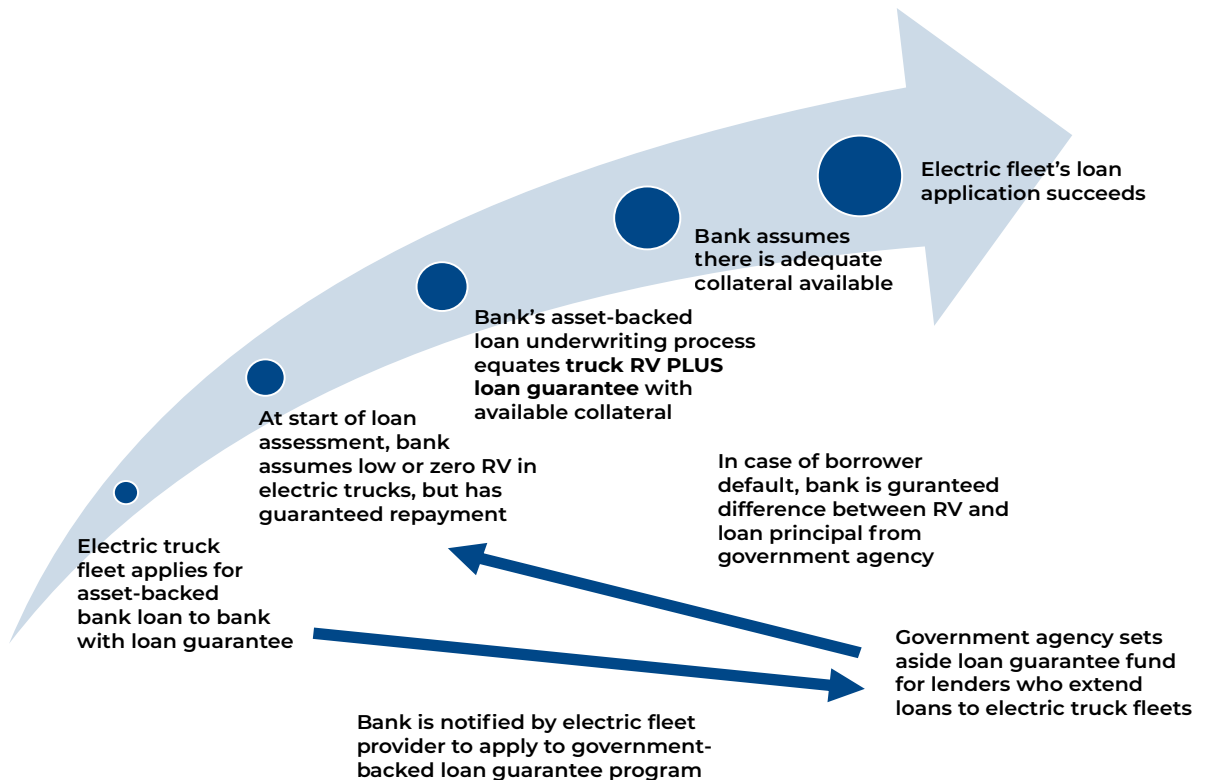 Electric fleet’s loan
application succeeds
Bank assumes
there is adequate
collateral available
Bank’s asset-backed
loan underwriting process
equates truck RV PLUS
loan guarantee with
available collateral
At start of loan
assessment, bank
assumes low or zero RV in
electric trucks, but has
guaranteed repayment
In case of borrower
default, bank is guranteed
difference between RV and
loan principal from
government agency
Electric truck
fleet applies for
asset-backed
bank loan to bank
with loan guarantee
Government agency sets
aside loan guarantee fund
for lenders who extend
loans to electric truck fleets
Bank is notified by electric fleet
provider to apply to government-
backed loan guarantee program